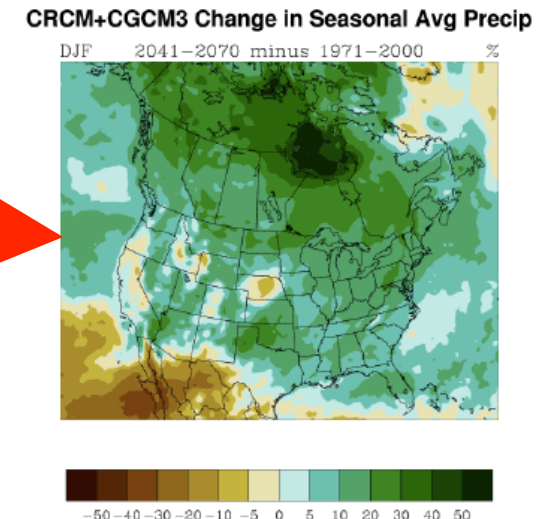 CRCM+CGCM3 Change in Seasonal Avg Precip
DJF 2041-2070 minus 1971-2000 %
-50 -40 -30 -20 -10 -5 0 5 10 20 30 40 50